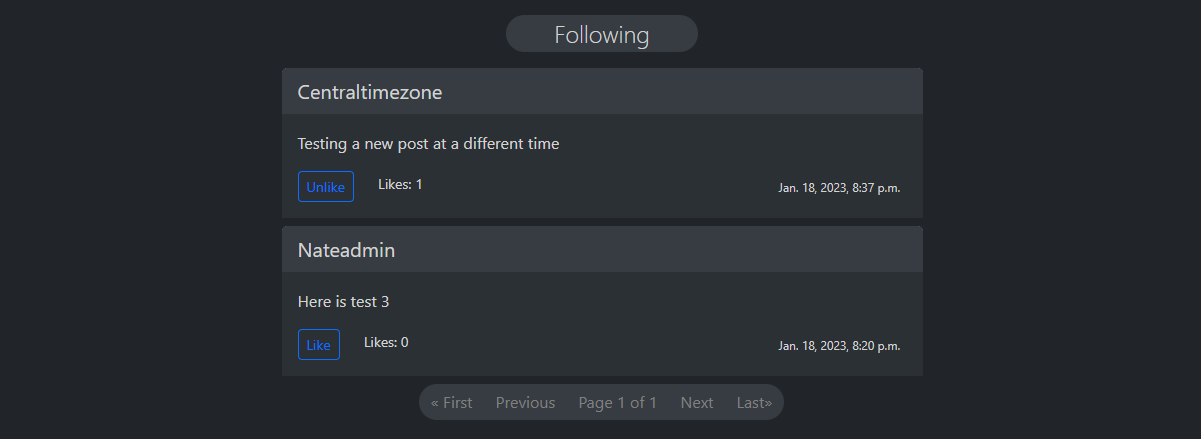 Following
Centraltimezone
Testing a new post at a different time
Unlike Likes: 1 Jan. 18, 2023, 8:37 p.m.
Nateadmin
Here is test 3
Like Likes: 0 Jan. 18, 2023, 8:20 p.m.
« First Previous Page 1 of 1 Next Last»